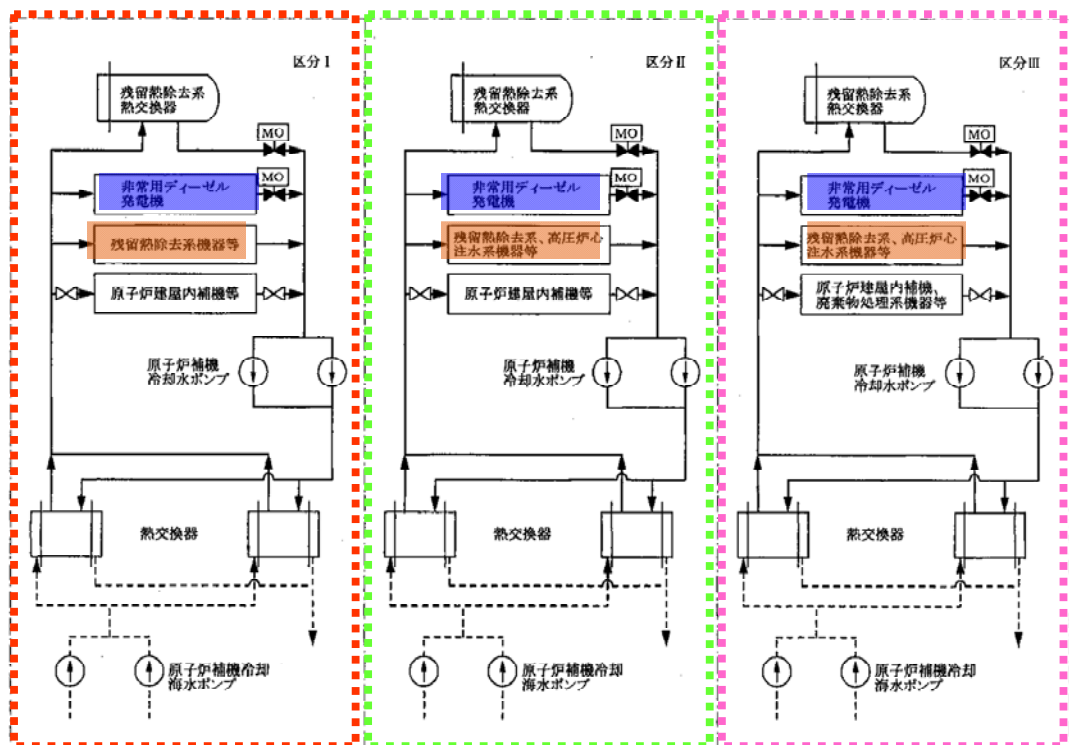 区分Ⅰ
残留熱除去系
熱交換器
MO
非常用ディーゼル
発電機
MO
残留熱除去系機器等
原子炉建屋内補機等
原子炉補機
冷却水ポンプ
熱交換器
原子炉補機冷却
海水ポンプ
区分Ⅱ
残留熱除去系
熱交換器
MO
非常用ディーゼル
発電機
MO
残留熱除去系、高圧炉心
注水系機器等
原子炉建屋内補機等
原子炉補機
冷却水ポンプ
熱交換器
原子炉補機冷却
海水ポンプ
区分Ⅲ
残留熱除去系
熱交換器
MO
非常用ディーゼル
発電機
MO
残留熱除去系、高圧炉心
注水系機器等
原子炉建屋内補機、
廃棄物処理系機器等
原子炉補機
冷却水ポンプ
熱交換器
原子炉補機冷却
海水ポンプ